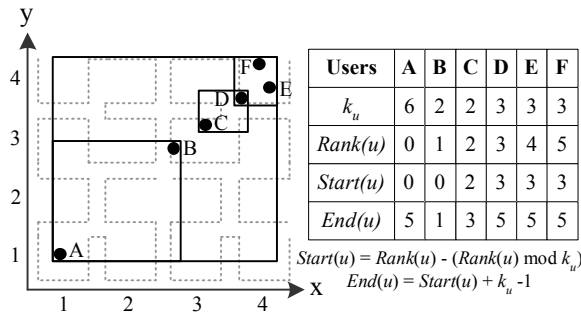 y
4
3
2
1
1 2 3 4
x
F
E
D
C
B
A
Users A B C D E F
k_u 6 2 2 3 3 3
Rank(u) 0 1 2 3 4 5
Start(u) 0 0 2 3 3 3
End(u) 5 1 3 5 5 5
Start(u) = Rank(u) - (Rank(u) mod k_u)
End(u) = Start(u) + k_u -1